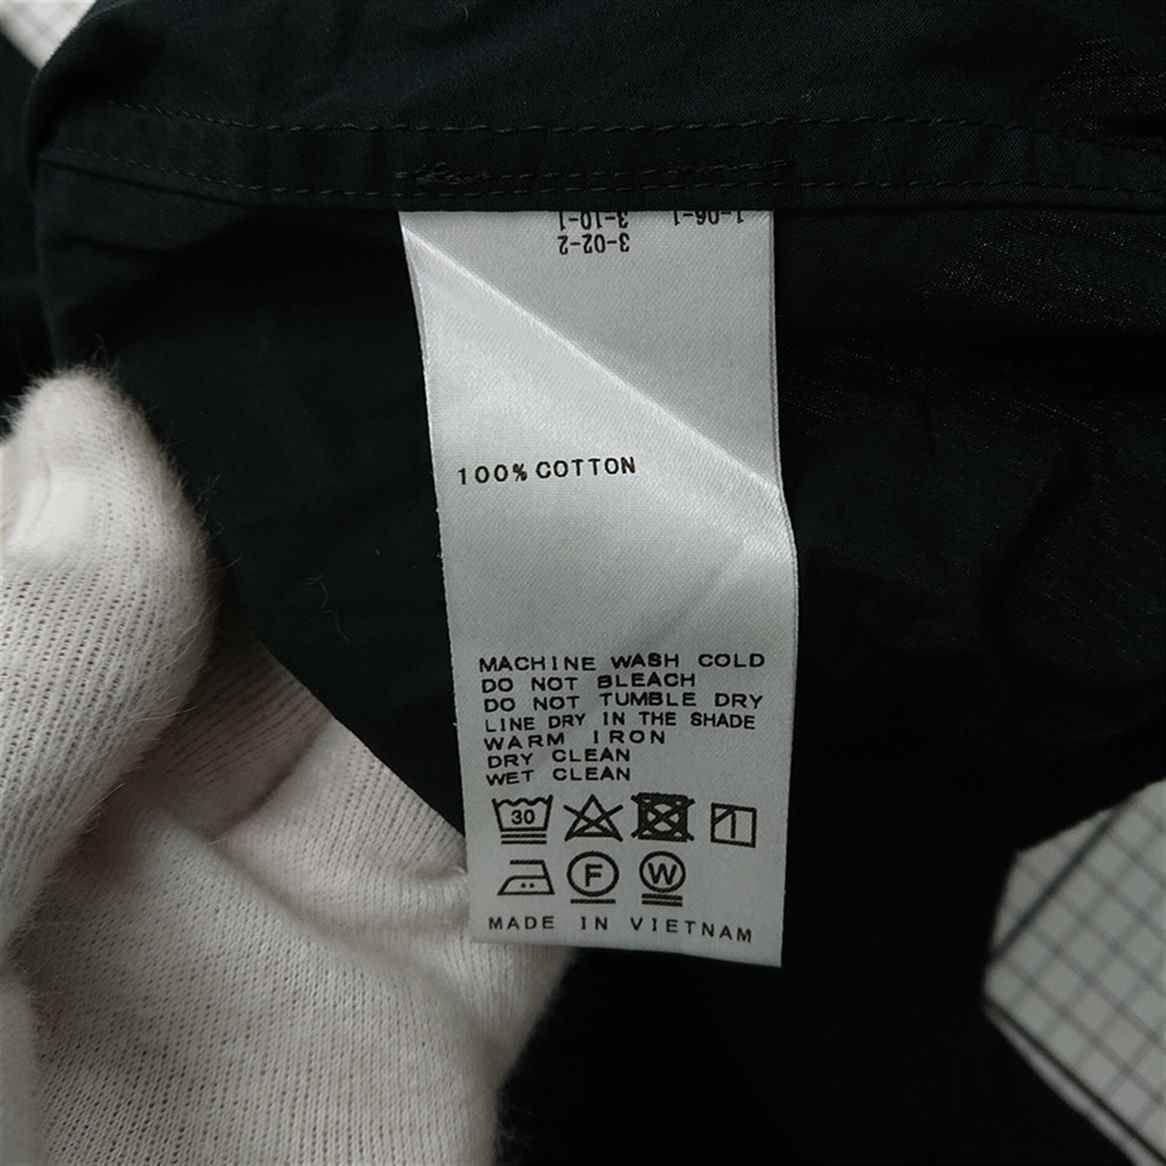 3-10-1 1-06-1
3-02-2
100% COTTON
MACHINE WASH COLD
DO NOT BLEACH
DO NOT TUMBLE DRY
LINE DRY IN THE SHADE
WARM IRON
DRY CLEAN
WET CLEAN
30
F W
MADE IN VIETNAM